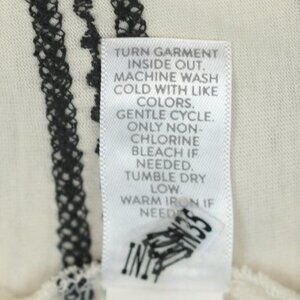 TURN GARMENT
INSIDE OUT.
MACHINE WASH
COLD WITH LIKE
COLORS.
GENTLE CYCLE.
ONLY NON-
CHLORINE
BLEACH IF
NEEDED.
TUMBLE DRY
LOW.
WARM IRON IF